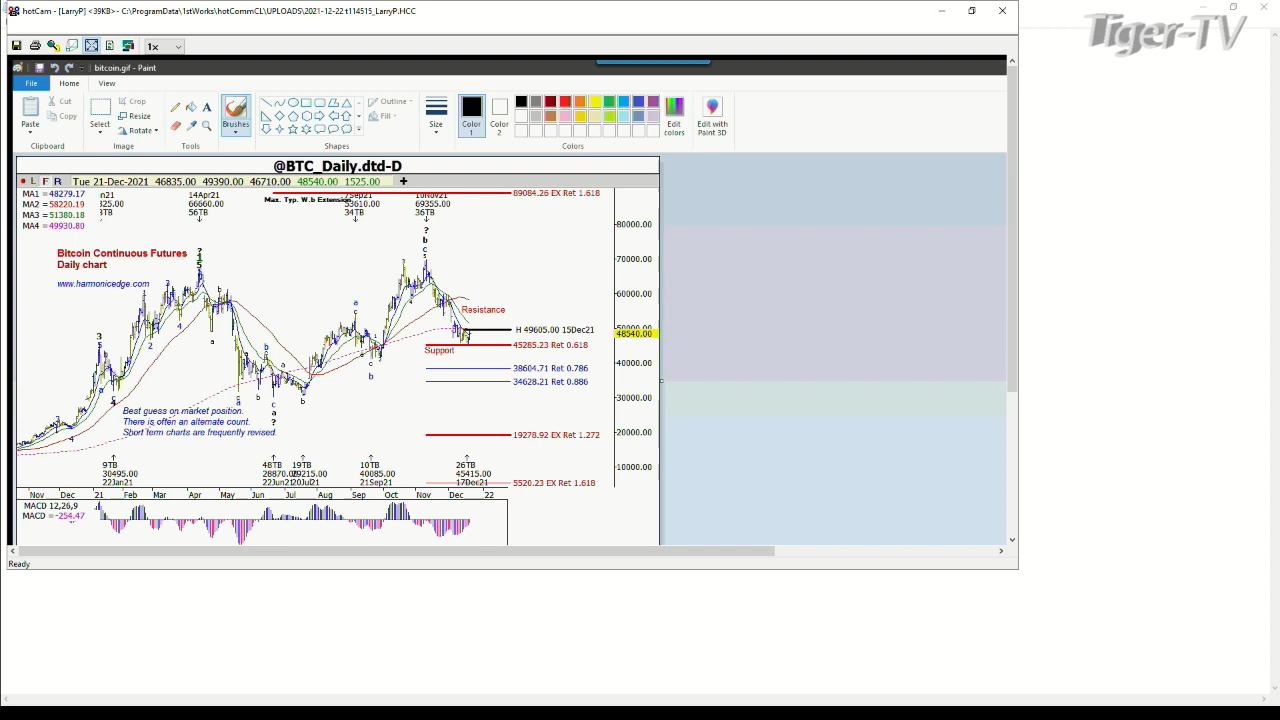 hotCam - [LarryP] <39KB> - C:\ProgramData\1stWorks\hotCommCL\UPLOADS\2021-12-22 t114515_LarryP.HCC
Tiger-TV
1x
bitcoin.gif - Paint
File Home View
Paste Cut Copy
Select Crop Resize Rotate
A
Brushes
Outline
Fill
Size
Color 1
Color 2
Edit colors
Edit with Paint 3D
Clipboard Image Tools Shapes Colors
@BTC_Daily.dtd-D
L F R Tue 21-Dec-2021 46835.00 49390.00 46710.00 48540.00 1525.00
MA1 = 48279.17
MA2 = 58220.19
MA3 = 51380.18
MA4 = 49930.80
14Apr21
66660.00
56TB
Max. Typ. W.b Extension
53610.00
34TB
10Nov21
69355.00
36TB
89084.26 EX Ret 1.618
80000.00
70000.00
60000.00
50000.00
48540.00
40000.00
30000.00
20000.00
10000.00
Bitcoin Continuous Futures
Daily chart
www.harmonicedge.com
Resistance
H 49605.00 15Dec21
45285.23 Ret 0.618
Support
38604.71 Ret 0.786
34628.21 Ret 0.886
Best guess on market position.
There is often an alternate count.
Short term charts are frequently revised.
19278.92 EX Ret 1.272
5520.23 EX Ret 1.618
9TB
30495.00
22Jan21
48TB
22Jun21
19TB
29215.00
20Jul21
10TB
40085.00
21Sep21
26TB
45415.00
17Dec21
Nov Dec 21 Feb Mar Apr May Jun Jul Aug Sep Oct Nov Dec 22
MACD 12,26,9
MACD = -254.47
Ready